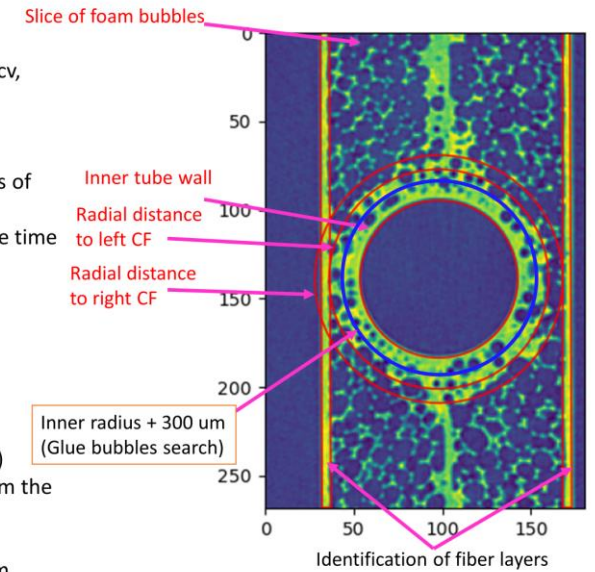 Slice of foam bubbles
cv,
s of
e time
)
m the
Inner tube wall
Radial distance
to left CF
Radial distance
to right CF
Inner radius + 300 um
(Glue bubbles search)
0
50
100
150
200
250
0
50
100
150
Identification of fiber layers